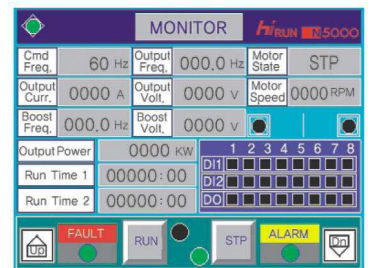 MONITOR HiRUN N5000
Cmd Freq. 60 Hz Output Freq. 000.0 Hz Motor State STP
Output Curr. 0000 A Output Volt. 0000 V Motor Speed 0000 RPM
Boost Freq. 000.0 Hz Boost Volt. 0000 V
Output Power 0000 KW 1 2 3 4 5 6 7 8
Run Time 1 00000:00 DI1
DI2
Run Time 2 00000:00 DO
FAULT RUN STP ALARM
Up Dn